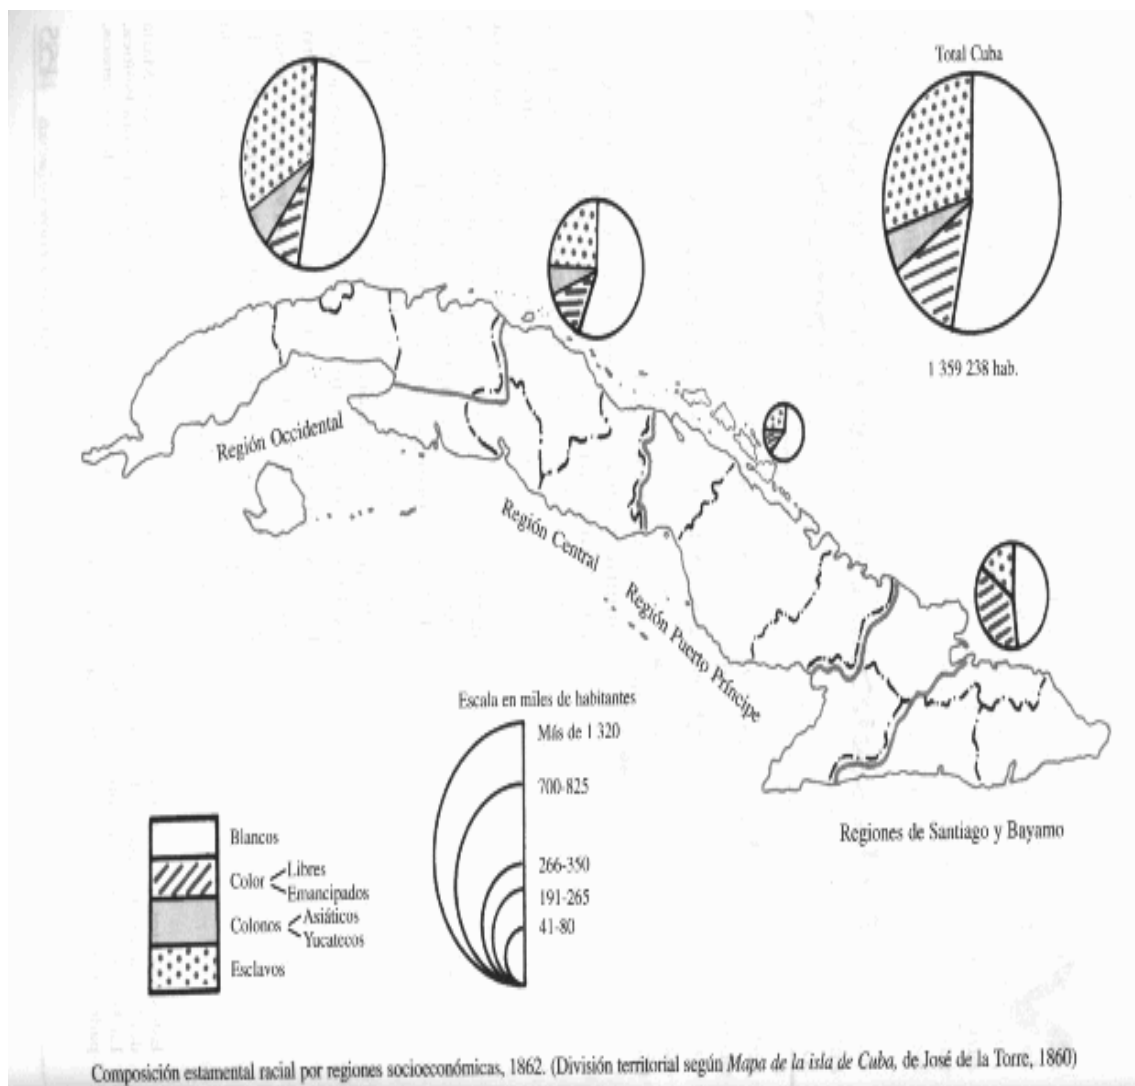 Total Cuba
1 359 238 hab.
Región Occidental
Región Central
Región Puerto Príncipe
Escala en miles de habitantes
Más de 1 320
700-825
266-350
191-265
41-80
Regiones de Santiago y Bayamo
Blancos
Color
Libres
Emancipados
Colonos
Asiáticos
Yucatecos
Esclavos
Composición estamental racial por regiones socioeconómicas, 1862. (División territorial según Mapa de la isla de Cuba, de José de la Torre, 1860)